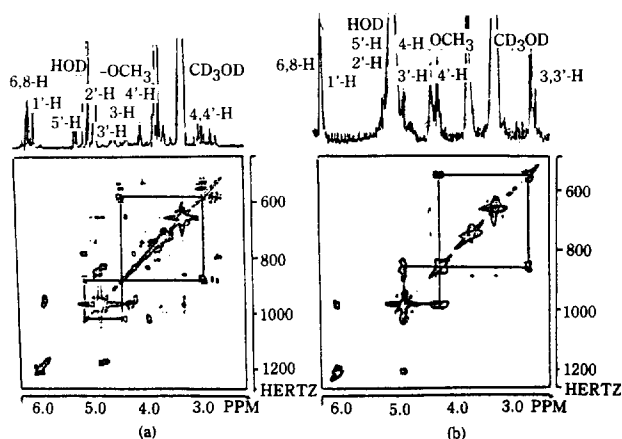 HOD
6,8-H
1'-H
5'-H
2'-H
3'-H
3-H
-OCH3
4'-H
CD3OD
4,4'-H
600
800
1000
1200
HERTZ
6.0 5.0 4.0 3.0 PPM
(a)
HOD
5'-H
2'-H
6,8-H
1'-H
4-H
3'-H
OCH3
4'-H
CD3OD
3,3'-H
600
800
1000
1200
HERTZ
6.0 5.0 4.0 3.0 PPM
(b)